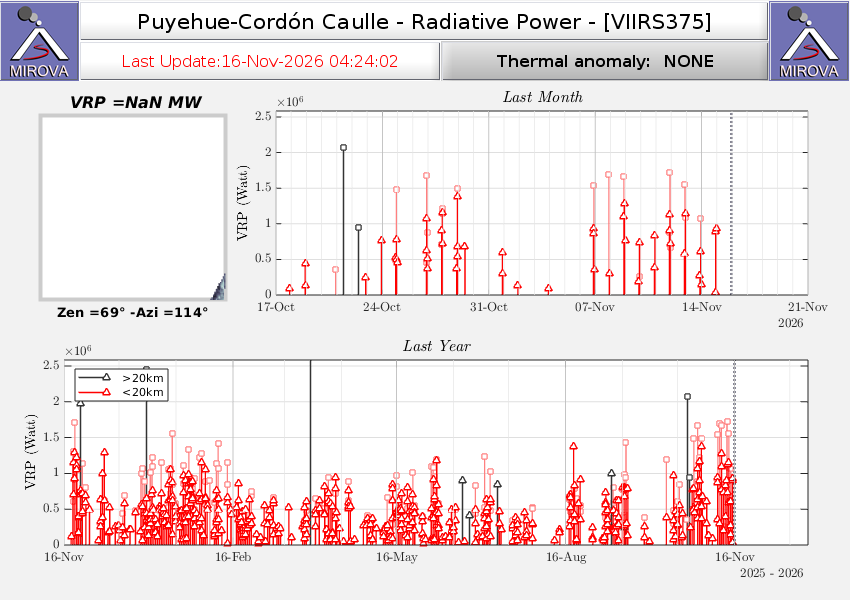 Puyehue-Cordón Caulle - Radiative Power - [VIIRS375]
MIROVA
Last Update:16-Nov-2026 04:24:02
Thermal anomaly: NONE
MIROVA
VRP =NaN MW
Zen =69° -Azi =114°
Last Month
×10⁶
VRP (Watt)
2.5
2
1.5
1
0.5
0
17-Oct 24-Oct 31-Oct 07-Nov 14-Nov 21-Nov
2026
Last Year
×10⁶
VRP (Watt)
2.5
2
1.5
1
0.5
0
>20km
<20km
16-Nov 16-Feb 16-May 16-Aug 16-Nov
2025 - 2026